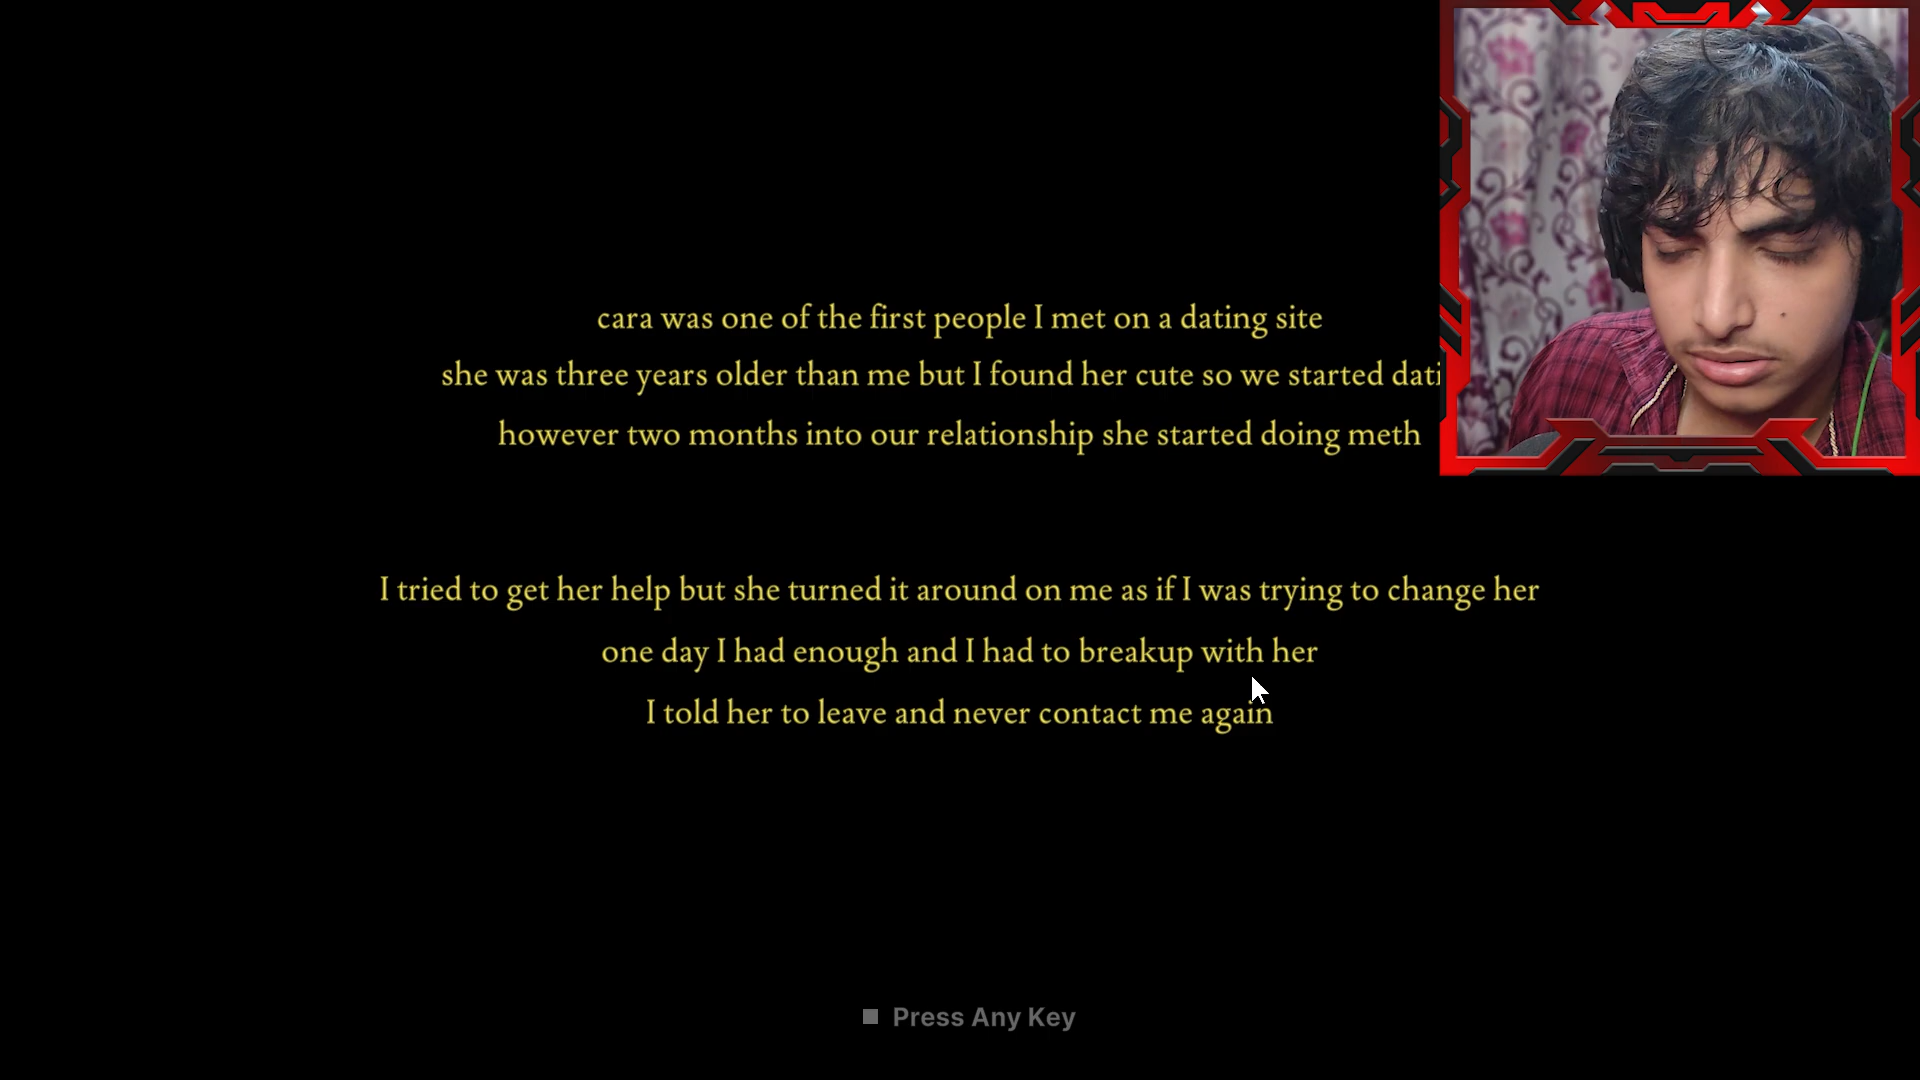 cara was one of the first people I met on a dating site
she was three years older than me but I found her cute so we started
however two months into our relationship she started doing meth
I tried to get her help but she turned it around on me as if I was trying to change her
one day I had enough and I had to breakup with her
I told her to leave and never contact me again
Press Any Key